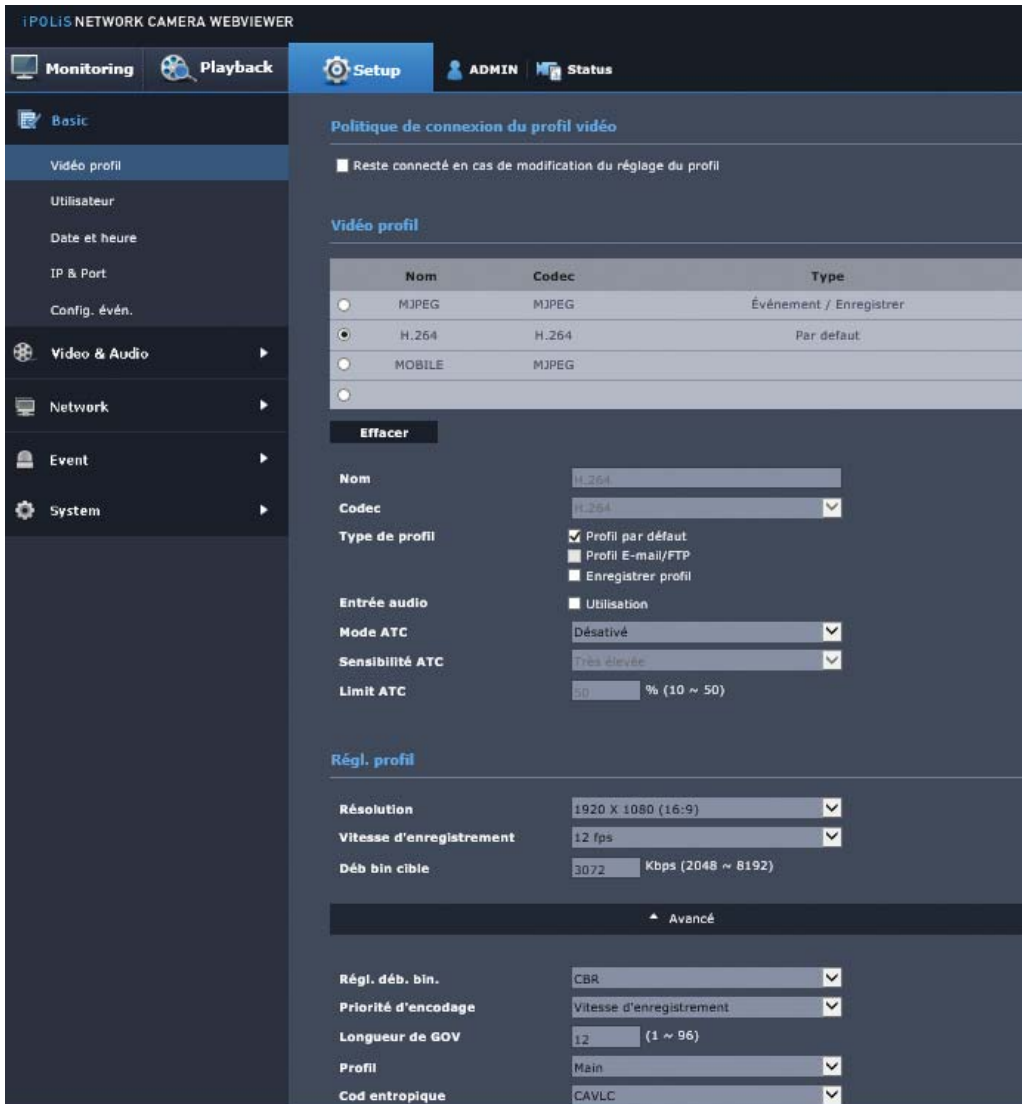 iPOLiS NETWORK CAMERA WEBVIEWER
Monitoring Playback Setup ADMIN Status
Basic
Vidéo profil
Utilisateur
Date et heure
IP & Port
Config. évén.
Video & Audio
Network
Event
System
Politique de connexion du profil vidéo
Reste connecté en cas de modification du réglage du profil
Vidéo profil
Nom Codec Type
MJPEG MJPEG Événement / Enregistrer
H.264 H.264 Par defaut
MOBILE MJPEG
Effacer
Nom H.264
Codec H.264
Type de profil Profil par défaut
Profil E-mail/FTP
Enregistrer profil
Entrée audio Utilisation
Mode ATC Désativé
Sensibilité ATC Très élevée
Limit ATC 50 % (10 ~ 50)
Régl. profil
Résolution 1920 X 1080 (16:9)
Vitesse d'enregistrement 12 fps
Déb bin cible 3072 Kbps (2048 ~ 8192)
Avancé
Régl. déb. bin. CBR
Priorité d'encodage Vitesse d'enregistrement
Longueur de GOV 12 (1 ~ 96)
Profil Main
Cod entropique CAVLC